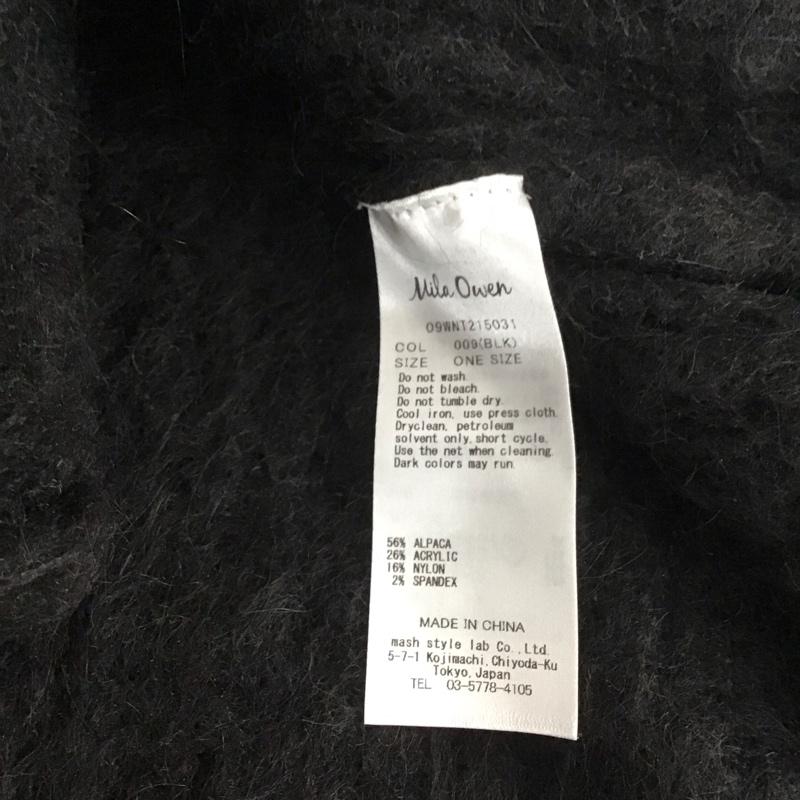 Mila Owen
09WNT215031
COL 009(BLK)
SIZE ONE SIZE
Do not wash.
Do not bleach.
Do not tumble dry.
Cool iron, use press cloth.
Dryclean, petroleum
solvent only, short cycle.
Use the net when cleaning.
Dark colors may run.
56% ALPACA
26% ACRYLIC
16% NYLON
2% SPANDEX
MADE IN CHINA
mash style lab Co.,Ltd.
5-7-1 Kojimachi,Chiyoda-Ku
Tokyo,Japan
TEL 03-5778-4105